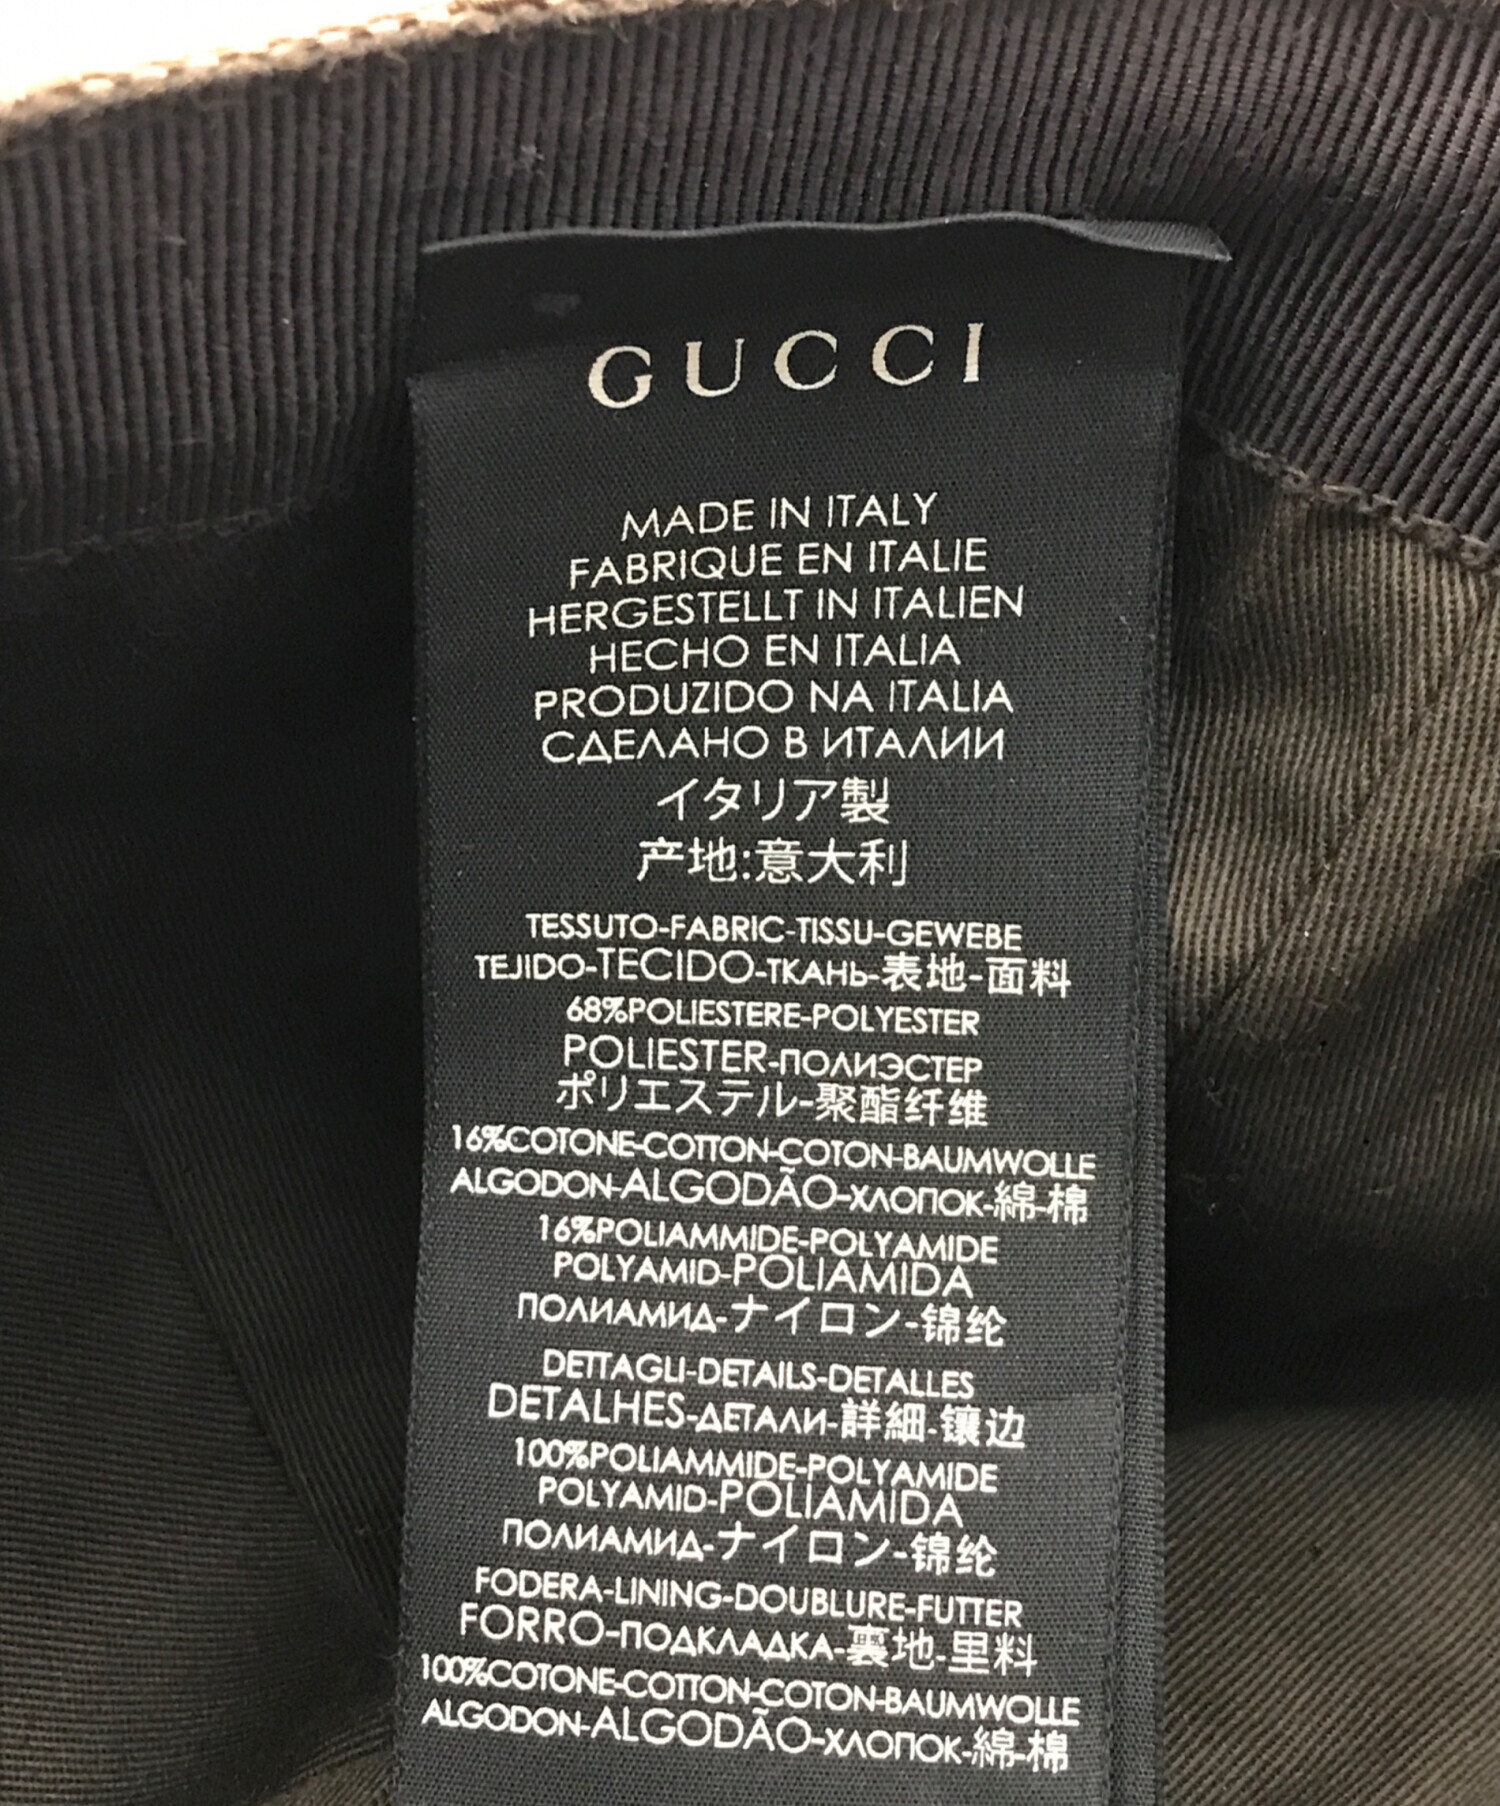 GUCCI
MADE IN ITALY
FABRIQUE EN ITALIE
HERGESTELLT IN ITALIEN
HECHO EN ITALIA
PRODUZIDO NA ITALIA
СДЕЛАНО В ИТАЛИИ
イタリア製
产地:意大利
TESSUTO-FABRIC-TISSU-GEWEBE
TEJIDO-TECIDO-ТКАНЬ-表地-面料
68%POLIESTERE-POLYESTER
POLIESTER-ПОЛИЭСТЕР
ポリエステル-聚酯纤维
16%COTONE-COTTON-COTON-BAUMWOLLE
ALGODON-ALGODÃO-ХЛОПОК-綿-棉
16%POLIAMMIDE-POLYAMIDE
POLYAMID-POLIAMIDA
ПОЛИАМИД-ナイロン-锦纶
DETTAGLI-DETAILS-DETALLES
DETALHES-ДЕТАЛИ-詳細-镶边
100%POLIAMMIDE-POLYAMIDE
POLYAMID-POLIAMIDA
ПОЛИАМИД-ナイロン-锦纶
FODERA-LINING-DOUBLURE-FUTTER
FORRO-ПОДКЛАДКА-裏地-里料
100%COTONE-COTTON-COTON-BAUMWOLLE
ALGODON-ALGODÃO-ХЛОПОК-綿-棉